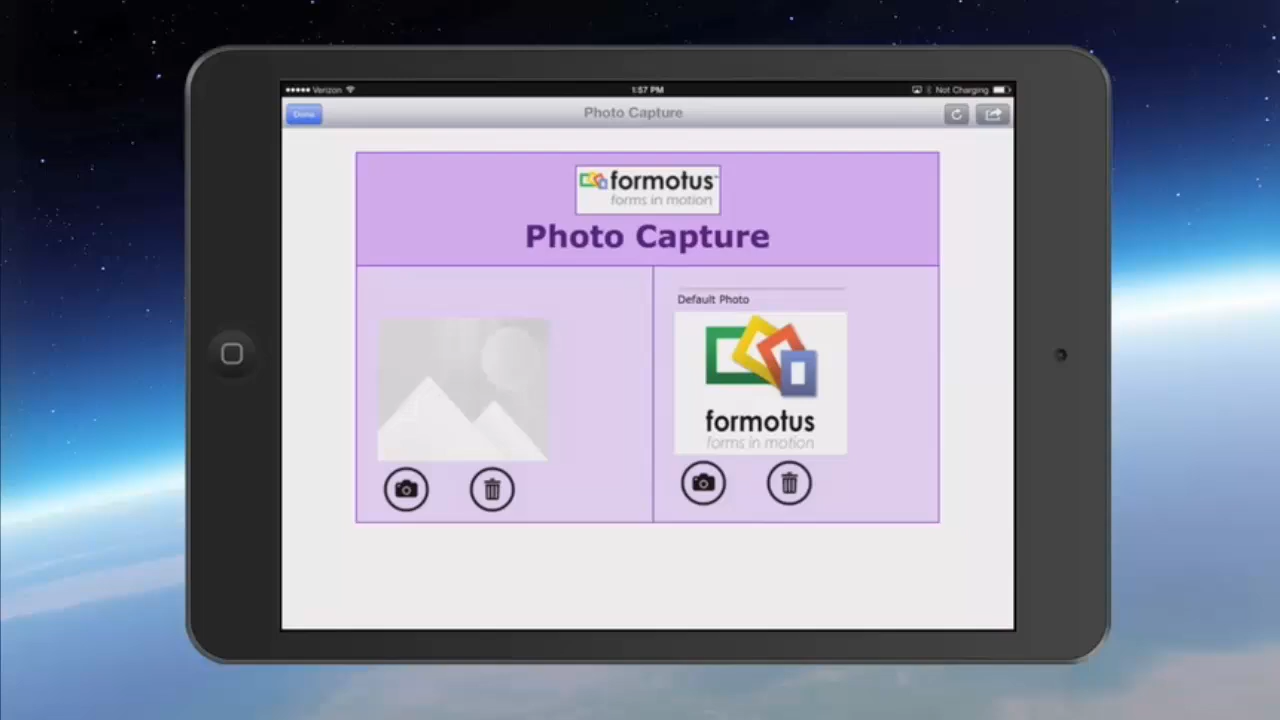 Verizon
1:57 PM
Not Charging
Done
Photo Capture
formotus™
forms in motion
Photo Capture
Default Photo
formotus
forms in motion